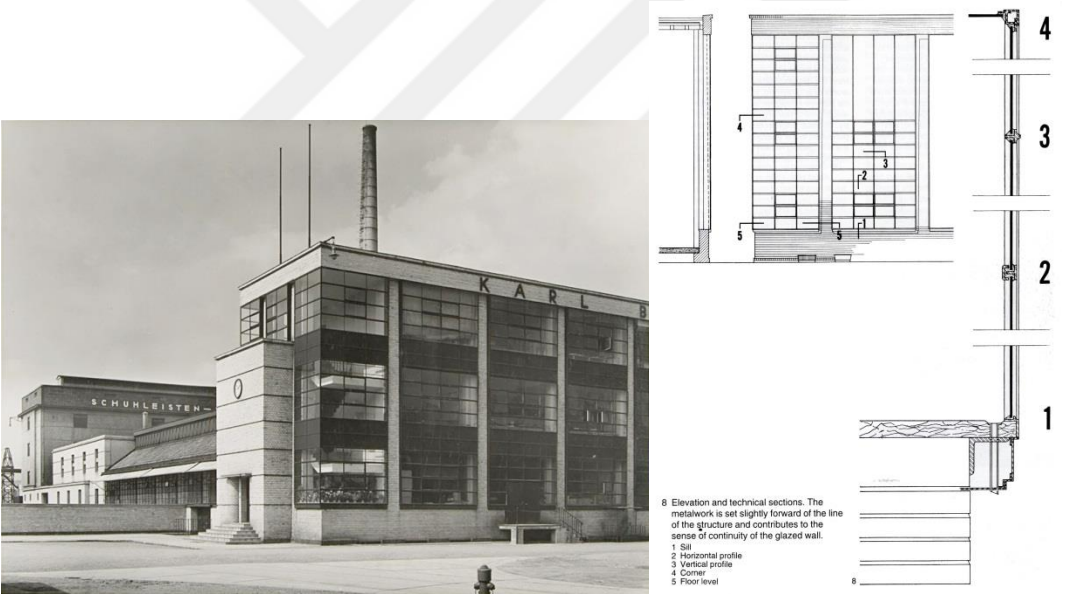 KARL B
SCHUHLEISTEN
4
3
2
1
4
3
2
1
5
5
8 Elevation and technical sections. The
metalwork is set slightly forward of the line
of the structure and contributes to the
sense of continuity of the glazed wall.
1 Sill
2 Horizontal profile
3 Vertical profile
4 Corner
5 Floor level
8